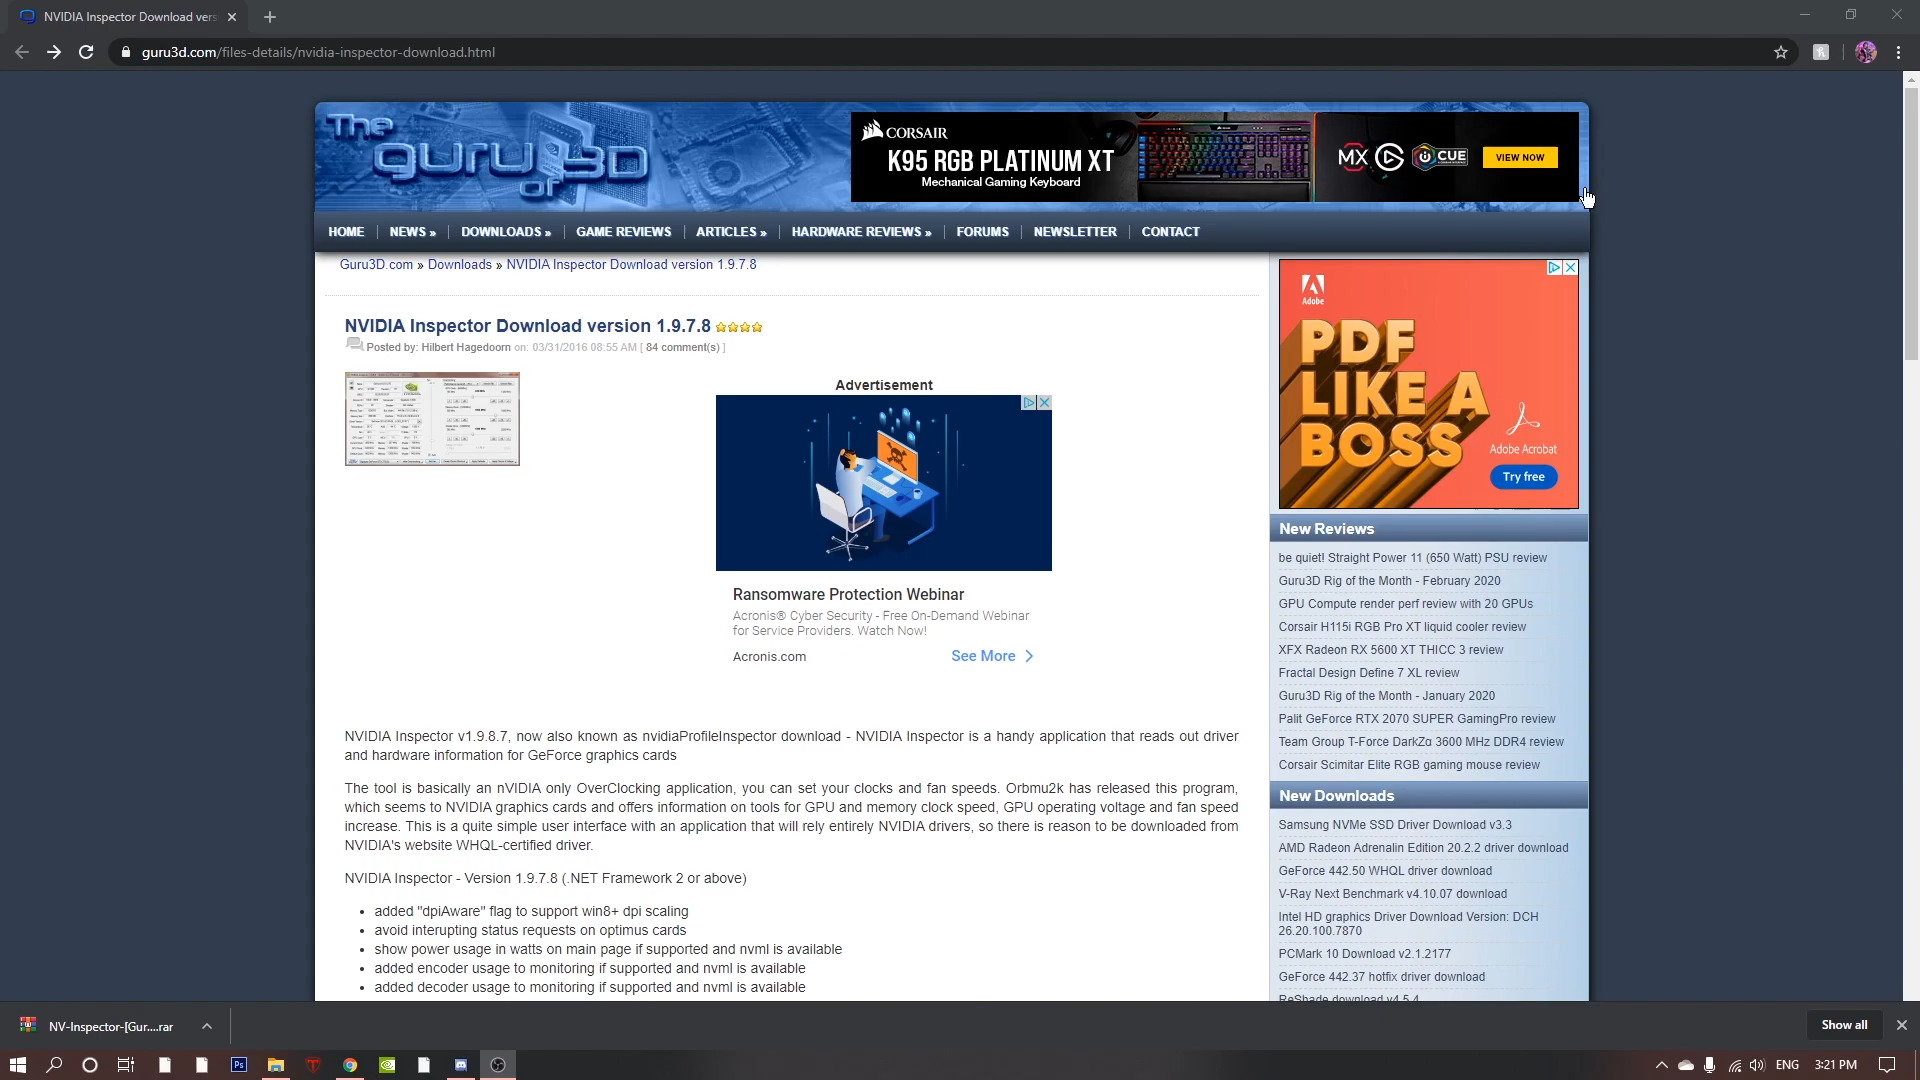 NVIDIA Inspector Download vers
guru3d.com/files-details/nvidia-inspector-download.html
The
guru
of
3D
CORSAIR
K95 RGB PLATINUM XT
Mechanical Gaming Keyboard
MX
CUE
VIEW NOW
HOME
NEWS »
DOWNLOADS »
GAME REVIEWS
ARTICLES »
HARDWARE REVIEWS »
FORUMS
NEWSLETTER
CONTACT
Guru3D.com » Downloads » NVIDIA Inspector Download version 1.9.7.8
NVIDIA Inspector Download version 1.9.7.8
Posted by: Hilbert Hagedoorn on: 03/31/2016 08:55 AM [ 84 comment(s) ]
Advertisement
Ransomware Protection Webinar
Acronis® Cyber Security - Free On-Demand Webinar
for Service Providers. Watch Now!
Acronis.com
See More
NVIDIA Inspector v1.9.8.7, now also known as nvidiaProfileInspector download - NVIDIA Inspector is a handy application that reads out driver
and hardware information for GeForce graphics cards
The tool is basically an nVIDIA only OverClocking application, you can set your clocks and fan speeds. Orbmu2k has released this program,
which seems to NVIDIA graphics cards and offers information on tools for GPU and memory clock speed, GPU operating voltage and fan speed
increase. This is a quite simple user interface with an application that will rely entirely NVIDIA drivers, so there is reason to be downloaded from
NVIDIA's website WHQL-certified driver.
NVIDIA Inspector - Version 1.9.7.8 (.NET Framework 2 or above)
• added "dpiAware" flag to support win8+ dpi scaling
• avoid interupting status requests on optimus cards
• show power usage in watts on main page if supported and nvml is available
• added encoder usage to monitoring if supported and nvml is available
• added decoder usage to monitoring if supported and nvml is available
Adobe
PDF
LIKE A
BOSS
Adobe Acrobat
Try free
New Reviews
be quiet! Straight Power 11 (650 Watt) PSU review
Guru3D Rig of the Month - February 2020
GPU Compute render perf review with 20 GPUs
Corsair H115i RGB Pro XT liquid cooler review
XFX Radeon RX 5600 XT THICC 3 review
Fractal Design Define 7 XL review
Guru3D Rig of the Month - January 2020
Palit GeForce RTX 2070 SUPER GamingPro review
Team Group T-Force DarkZα 3600 MHz DDR4 review
Corsair Scimitar Elite RGB gaming mouse review
New Downloads
Samsung NVMe SSD Driver Download v3.3
AMD Radeon Adrenalin Edition 20.2.2 driver download
GeForce 442.50 WHQL driver download
V-Ray Next Benchmark v4.10.07 download
Intel HD graphics Driver Download Version: DCH
26.20.100.7870
PCMark 10 Download v2.1.2177
GeForce 442.37 hotfix driver download
ReShade download v4.5.4
NV-Inspector-[Gur....rar
Show all
Ps
ENG
3:21 PM